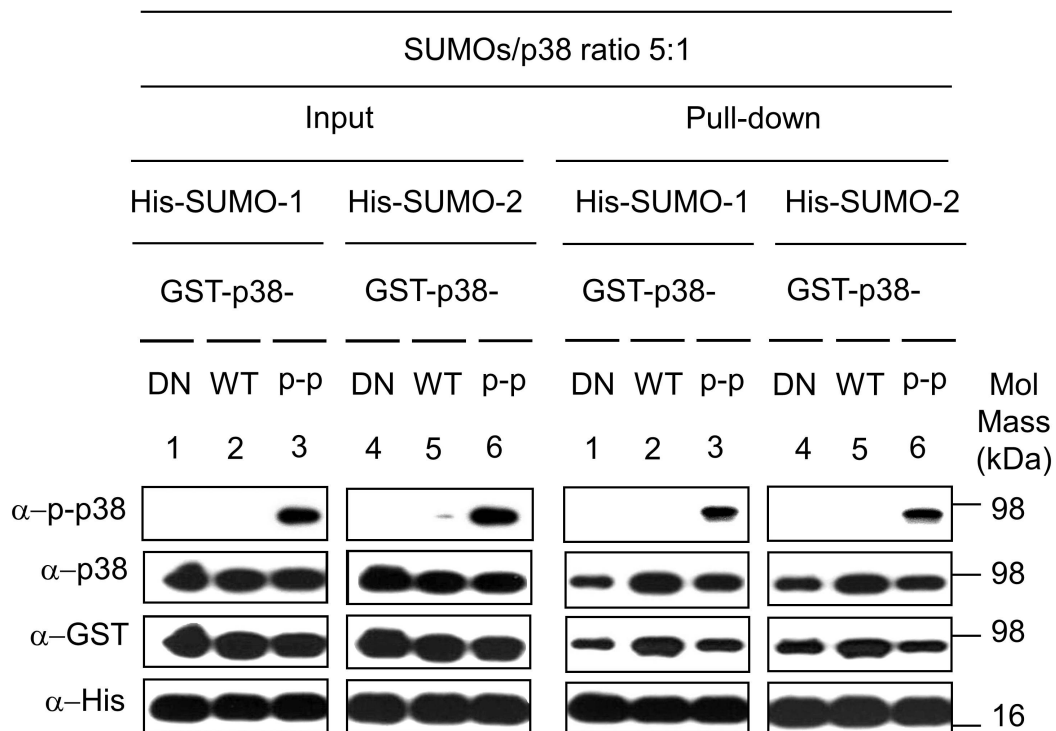 SUMOs/p38 ratio 5:1
Input Pull-down
His-SUMO-1 His-SUMO-2 His-SUMO-1 His-SUMO-2
GST-p38- GST-p38- GST-p38- GST-p38-
DN WT p-p DN WT p-p DN WT p-p DN WT p-p Mol
Mass
1 2 3 4 5 6 1 2 3 4 5 6 (kDa)
α–p-p38 98
α–p38 98
α–GST 98
α–His 16